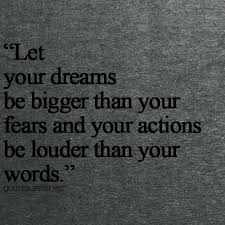 “Let
your dreams
be bigger than your
fears and your actions
be louder than your
words.”